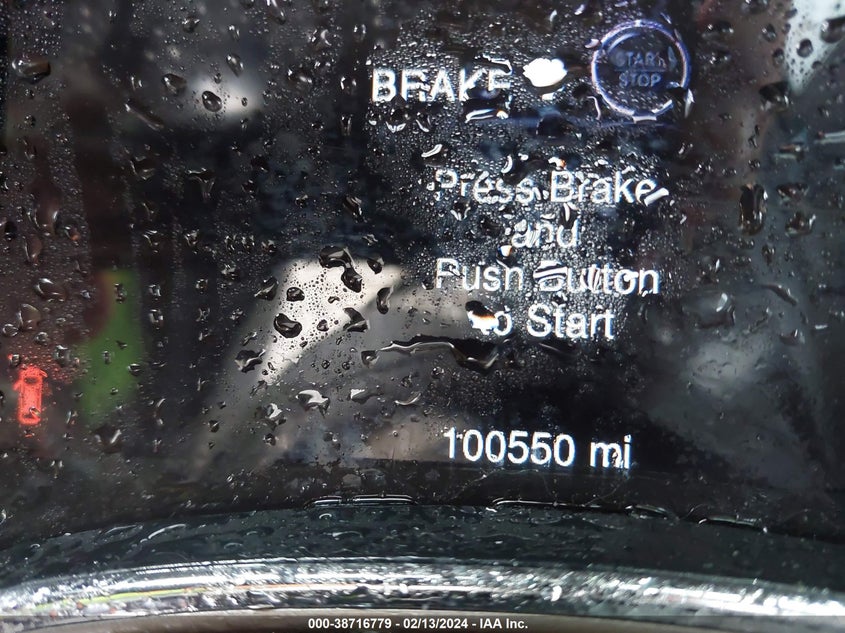 BRAKE
START
STOP
Press Brake
and
Push Button
to Start
100550 mi
000-38716779 - 02/13/2024 - IAA Inc.